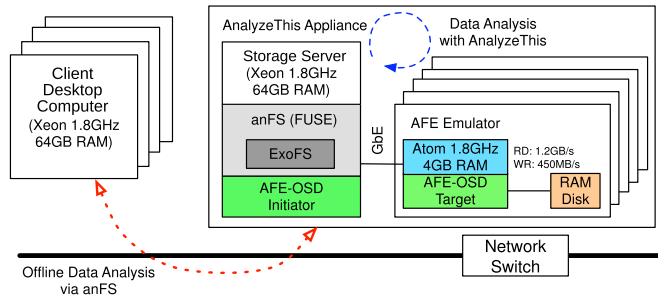 AnalyzeThis Appliance
Data Analysis
with AnalyzeThis
Client
Desktop
Computer
(Xeon 1.8GHz
64GB RAM)
Storage Server
(Xeon 1.8GHz
64GB RAM)
anFS (FUSE)
ExoFS
AFE-OSD
Initiator
GbE
AFE Emulator
Atom 1.8GHz
4GB RAM
RD: 1.2GB/s
WR: 450MB/s
AFE-OSD
Target
RAM
Disk
Network
Switch
Offline Data Analysis
via anFS